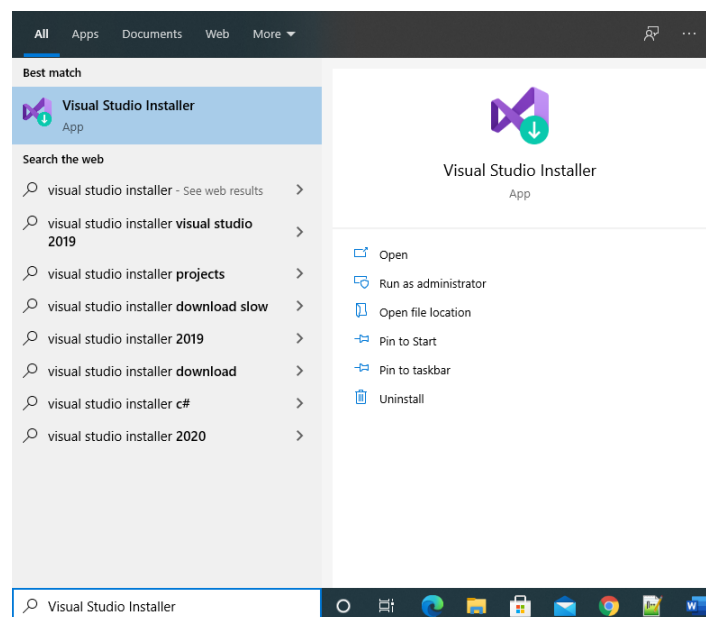 All Apps Documents Web More
Best match
Visual Studio Installer
App
Search the web
visual studio installer - See web results
visual studio installer visual studio
2019
visual studio installer projects
visual studio installer download slow
visual studio installer 2019
visual studio installer download
visual studio installer c#
visual studio installer 2020
Visual Studio Installer
App
Open
Run as administrator
Open file location
Pin to Start
Pin to taskbar
Uninstall
Visual Studio Installer